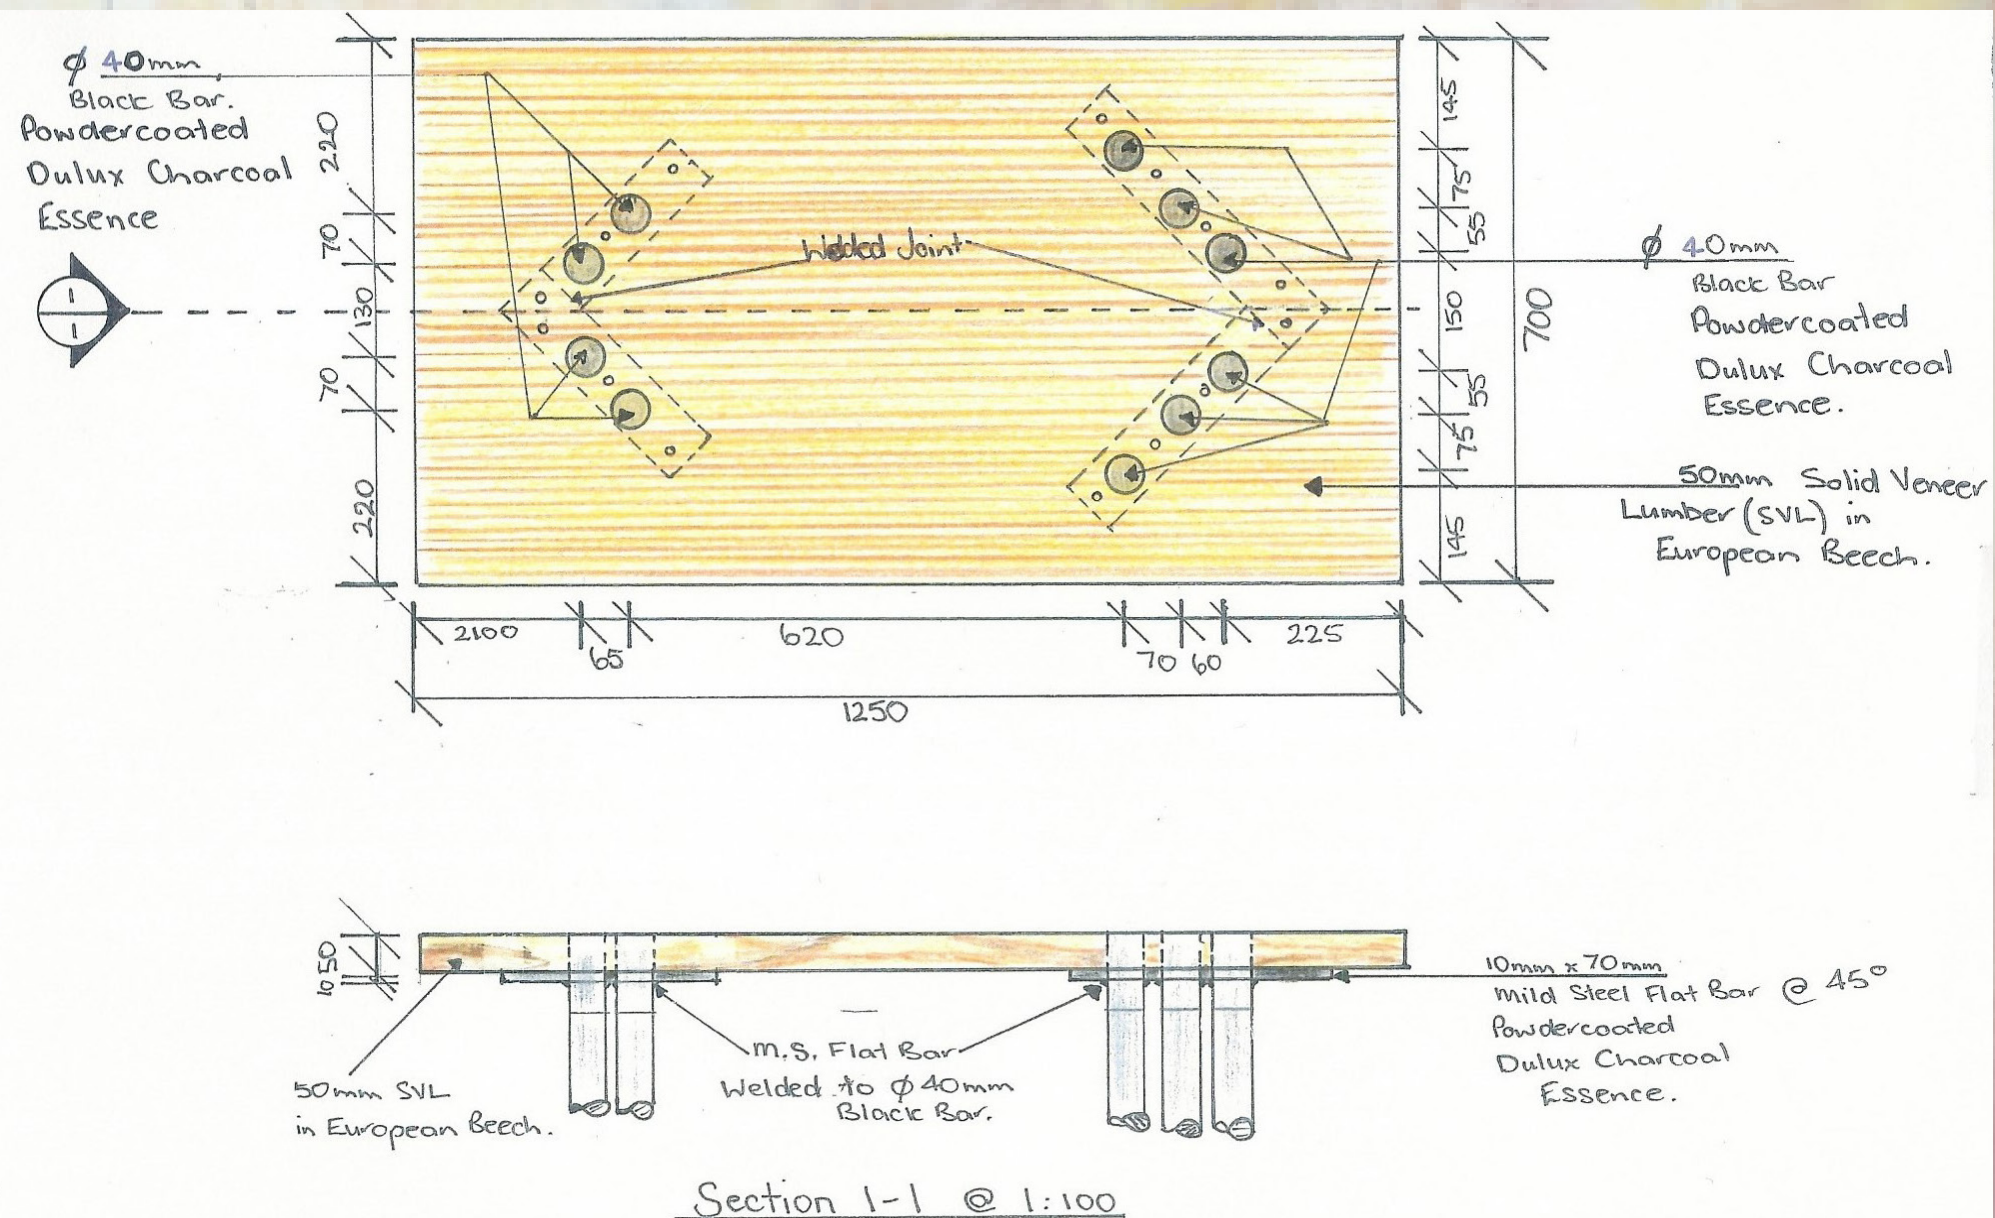 ϕ 40mm
Black Bar.
Powdercoated
Dulux Charcoal
Essence
220
70
130
70
220
Welded Joint
145
75
55
150
55
75
145
700
ϕ 40mm
Black Bar
Powdercoated
Dulux Charcoal
Essence.
50mm Solid Veneer
Lumber (SVL) in
European Beech.
2100
65
620
70
60
225
1250
50
10
50mm SVL
in European Beech.
m.s. Flat Bar
Welded to ϕ 40mm
Black Bar.
10mm x 70mm
Mild Steel Flat Bar @ 45°
Powdercoated
Dulux Charcoal
Essence.
Section 1-1 @ 1:100